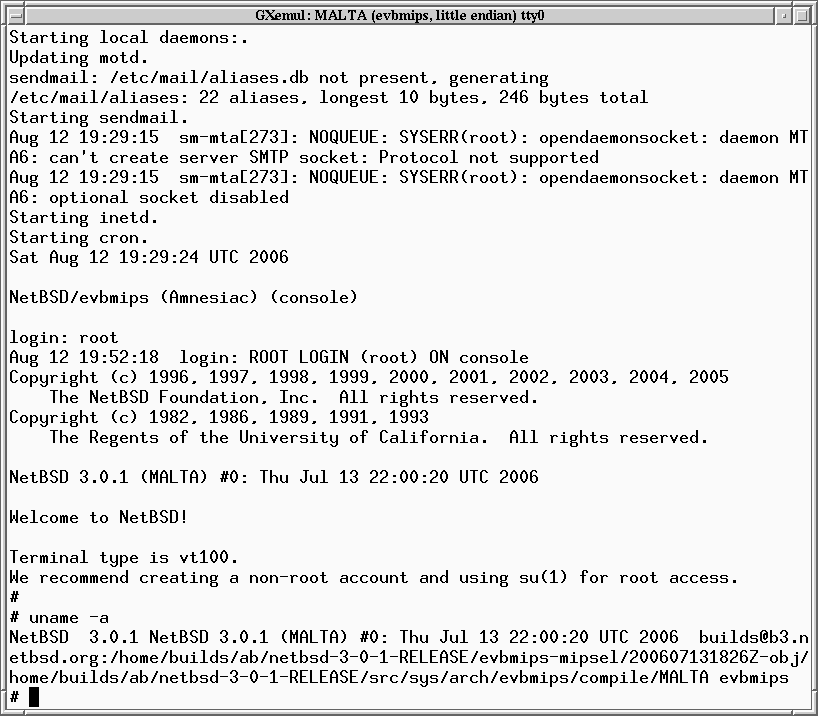 GXemul: MALTA (evbmips, little endian) tty0
Starting local daemons:.
Updating motd.
sendmail: /etc/mail/aliases.db not present, generating
/etc/mail/aliases: 22 aliases, longest 10 bytes, 246 bytes total
Starting sendmail.
Aug 12 19:29:15  sm-mta[273]: NOQUEUE: SYSERR(root): opendaemonsocket: daemon MT
A6: can't create server SMTP socket: Protocol not supported
Aug 12 19:29:15  sm-mta[273]: NOQUEUE: SYSERR(root): opendaemonsocket: daemon MT
A6: optional socket disabled
Starting inetd.
Starting cron.
Sat Aug 12 19:29:24 UTC 2006
NetBSD/evbmips (Amnesiac) (console)
login: root
Aug 12 19:52:18  login: ROOT LOGIN (root) ON console
Copyright (c) 1996, 1997, 1998, 1999, 2000, 2001, 2002, 2003, 2004, 2005
    The NetBSD Foundation, Inc.  All rights reserved.
Copyright (c) 1982, 1986, 1989, 1991, 1993
    The Regents of the University of California.  All rights reserved.
NetBSD 3.0.1 (MALTA) #0: Thu Jul 13 22:00:20 UTC 2006
Welcome to NetBSD!
Terminal type is vt100.
We recommend creating a non-root account and using su(1) for root access.
#
# uname -a
NetBSD  3.0.1 NetBSD 3.0.1 (MALTA) #0: Thu Jul 13 22:00:20 UTC 2006  builds@b3.n
etbsd.org:/home/builds/ab/netbsd-3-0-1-RELEASE/evbmips-mipsel/200607131826Z-obj/
home/builds/ab/netbsd-3-0-1-RELEASE/src/sys/arch/evbmips/compile/MALTA evbmips
#